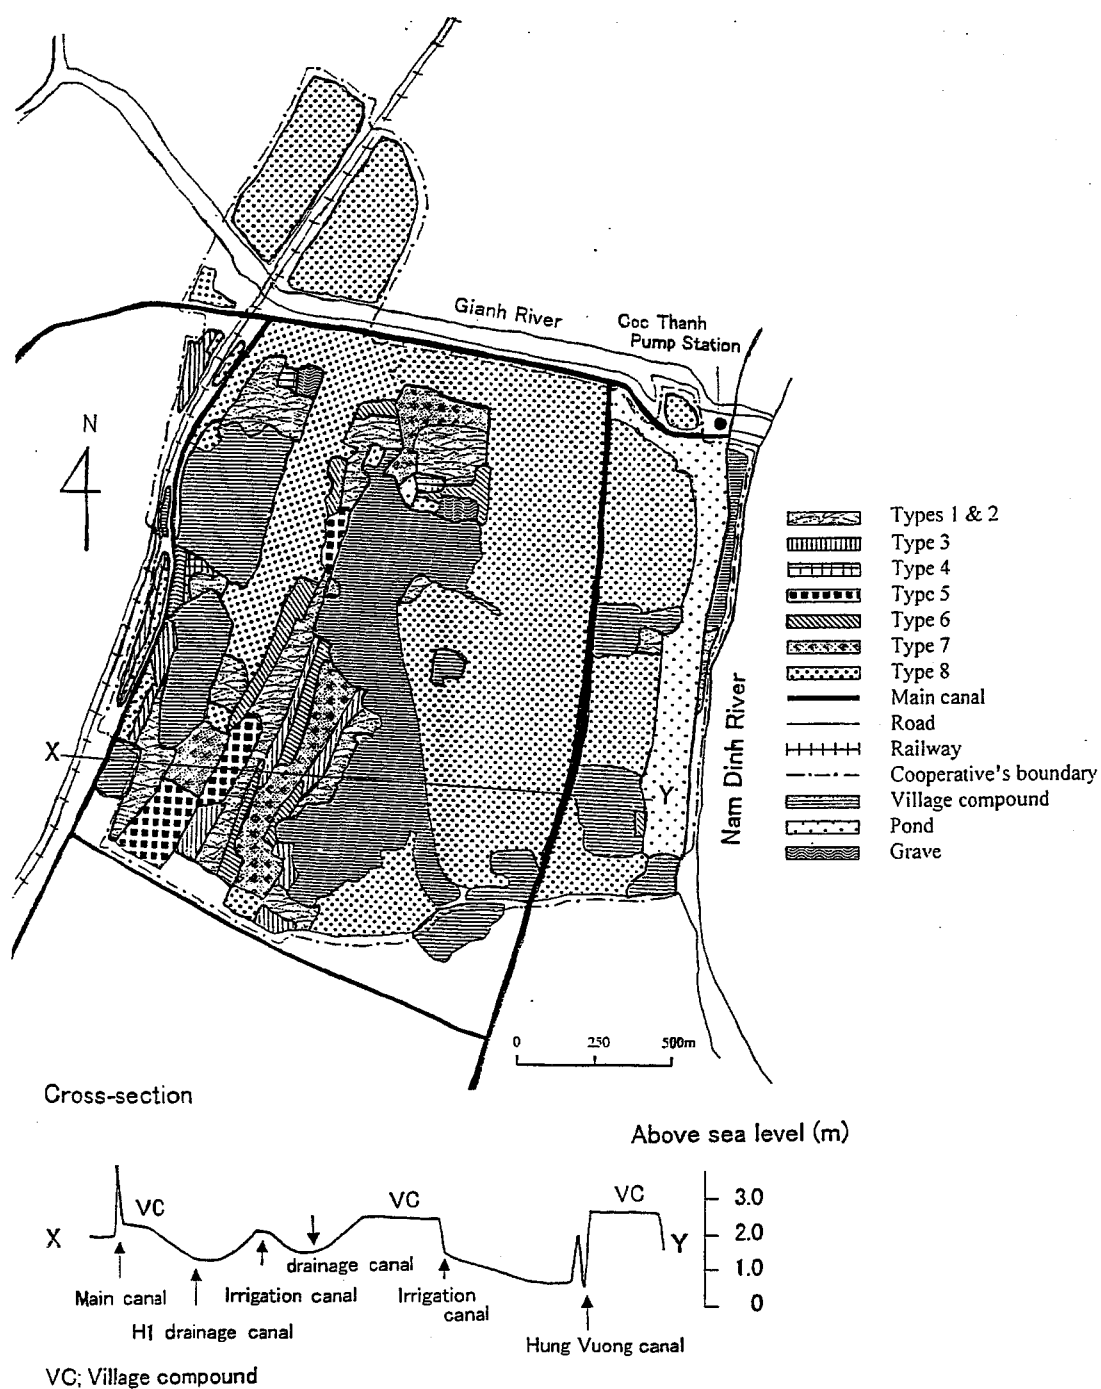 Gianh River
Coc Thanh
Pump Station
N
Types 1 & 2
Type 3
Type 4
Type 5
Type 6
Type 7
Type 8
Main canal
Road
Railway
Cooperative's boundary
Village compound
Pond
Grave
Nam Dinh River
X
Y
0 250 500m
Cross-section
Above sea level (m)
VC
VC
VC
3.0
X
2.0
Y
drainage canal
1.0
Main canal
Irrigation canal
Irrigation
canal
0
H1 drainage canal
Hung Vuong canal
VC; Village compound